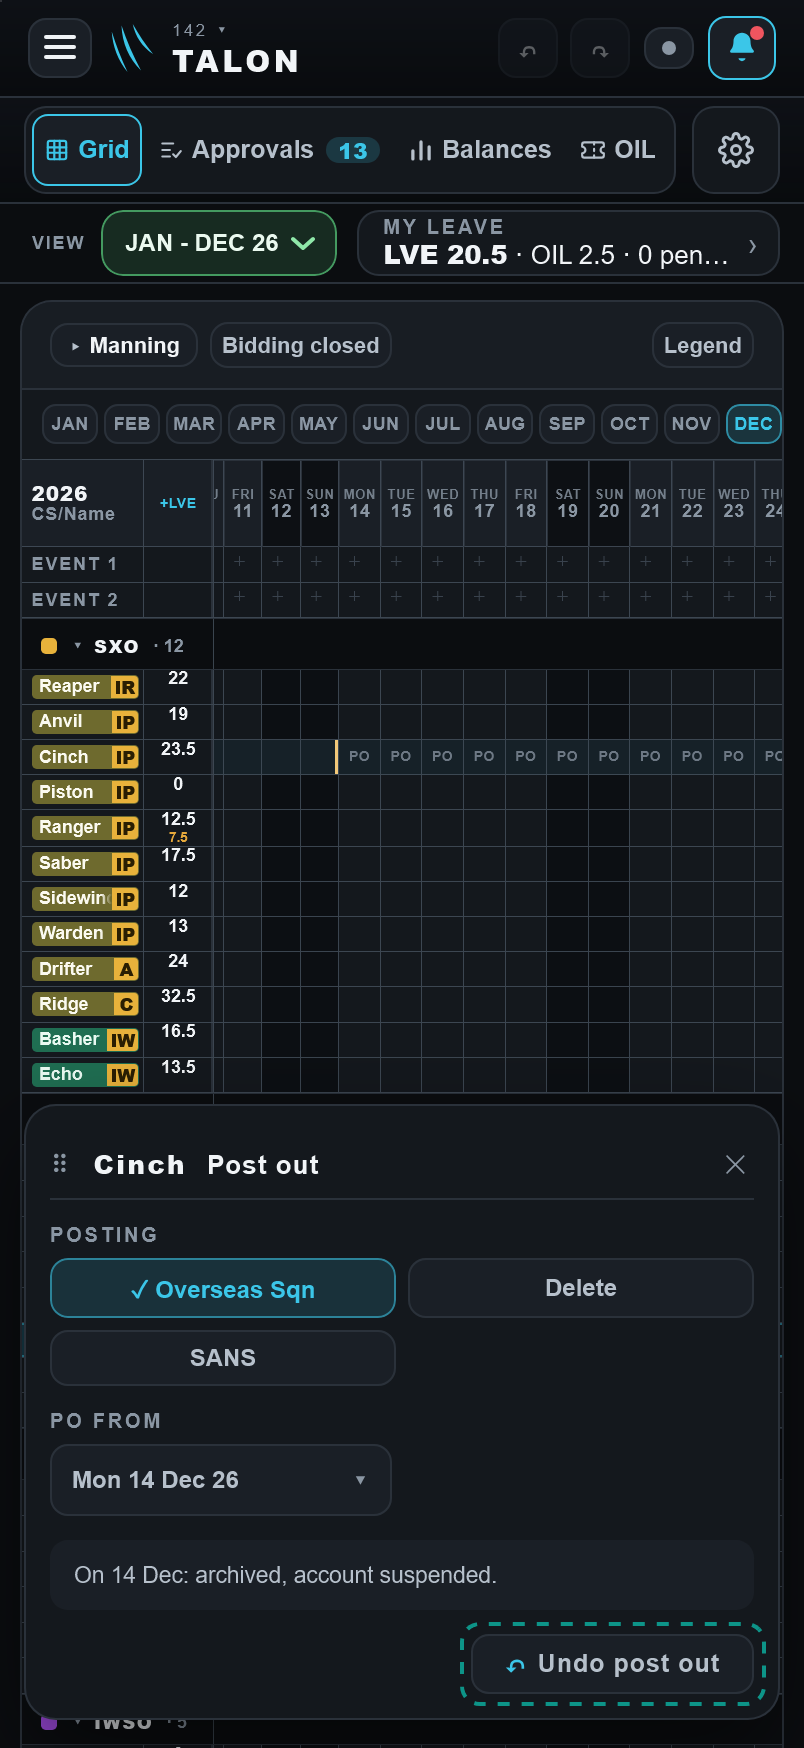 142 ▾
TALON
Grid Approvals 13 Balances OIL
VIEW JAN - DEC 26
MY LEAVE
LVE 20.5 · OIL 2.5 · 0 pen…
▸ Manning Bidding closed Legend
JAN FEB MAR APR MAY JUN JUL AUG SEP OCT NOV DEC
2026
CS/Name
+LVE
FRI SAT SUN MON TUE WED THU FRI SAT SUN MON TUE WED
11 12 13 14 15 16 17 18 19 20 21 22 23
EVENT 1 + + + + + + + + + + + + + +
EVENT 2 + + + + + + + + + + + + + +
▾ SXO · 12
Reaper IR 22
Anvil IP 19
Cinch IP 23.5 PO PO PO PO PO PO PO PO PO PO
Piston IP 0
Ranger IP 12.5
7.5
Saber IP 17.5
IP 12
Warden IP 13
Drifter A 24
Ridge C 32.5
Basher IW 16.5
Echo IW 13.5
Cinch Post out
POSTING
✓ Overseas Sqn Delete
SANS
PO FROM
Mon 14 Dec 26 ▼
On 14 Dec: archived, account suspended.
Undo post out
IWSO · 5